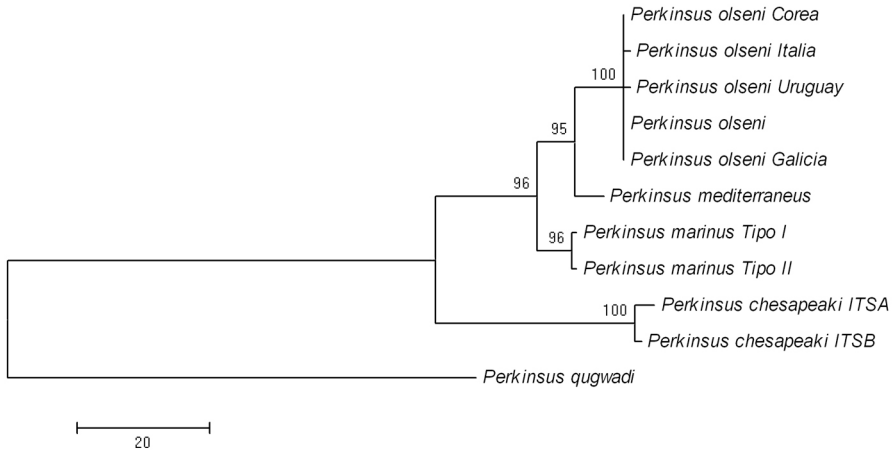 Perkinsus olseni Corea
Perkinsus olseni Italia
100
Perkinsus olseni Uruguay
95
Perkinsus olseni
Perkinsus olseni Galicia
96
Perkinsus mediterraneus
96
Perkinsus marinus Tipo I
Perkinsus marinus Tipo II
100
Perkinsus chesapeaki ITSA
Perkinsus chesapeaki ITSB
Perkinsus qugwadi
20